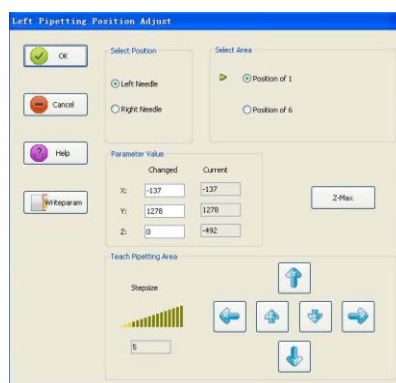 Left Pipetting Position Adjust
OK
Cancel
Help
Writeparam
Select Position
Left Needle
Right Needle
Select Area
Position of 1
Position of 6
Parameter Value
Changed Current
X: -137 -137
Y: 1278 1278
Z: 0 -492
Z-Max
Teach Pipetting Area
Stepsize
5